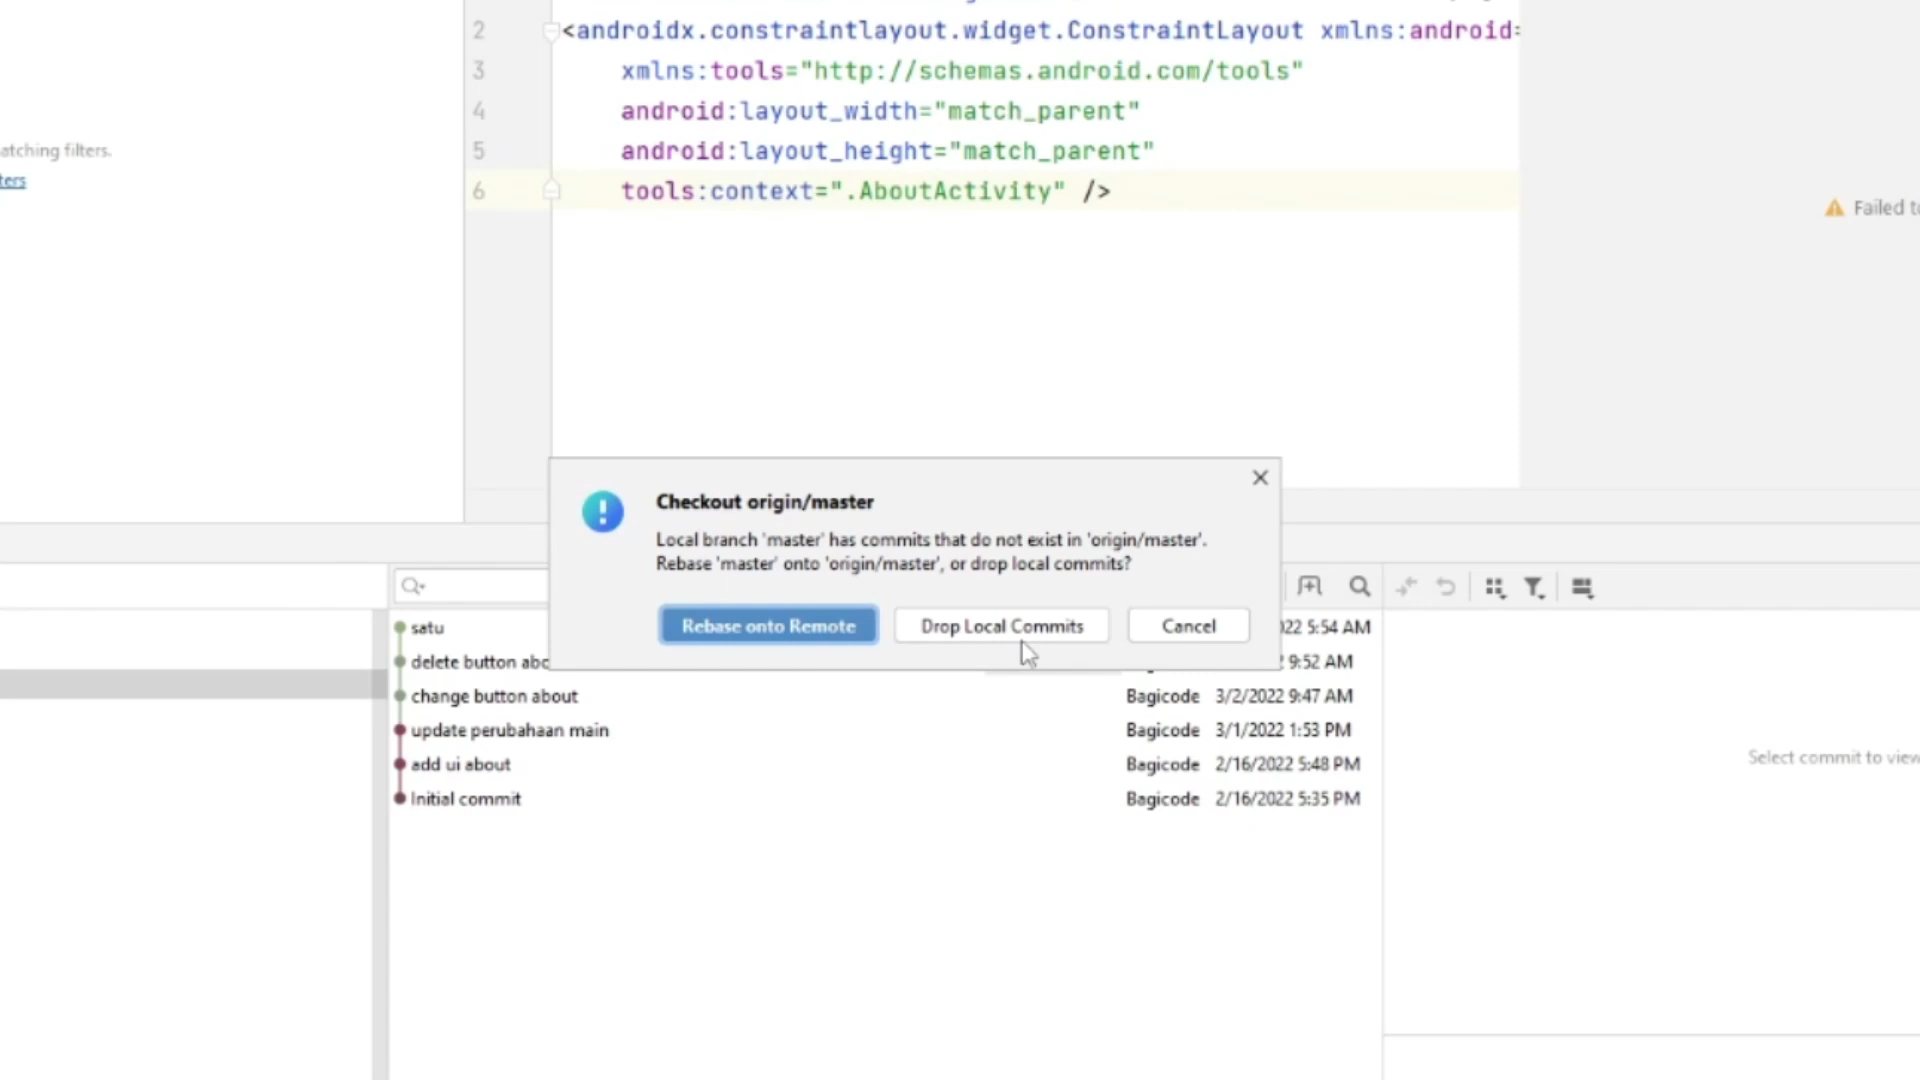 2
<androidx.constraintlayout.widget.ConstraintLayout xmlns:android=
3
xmlns:tools="http://schemas.android.com/tools"
4
android:layout_width="match_parent"
5
android:layout_height="match_parent"
6
tools:context=".AboutActivity" />
atching filters.
ters
Failed to
Checkout origin/master
Local branch 'master' has commits that do not exist in 'origin/master'.
Rebase 'master' onto 'origin/master', or drop local commits?
Rebase onto Remote
Drop Local Commits
Cancel
satu
022 5:54 AM
delete button abo
9:52 AM
change button about
Bagicode 3/2/2022 9:47 AM
update perubahaan main
Bagicode 3/1/2022 1:53 PM
add ui about
Bagicode 2/16/2022 5:48 PM
Initial commit
Bagicode 2/16/2022 5:35 PM
Select commit to view